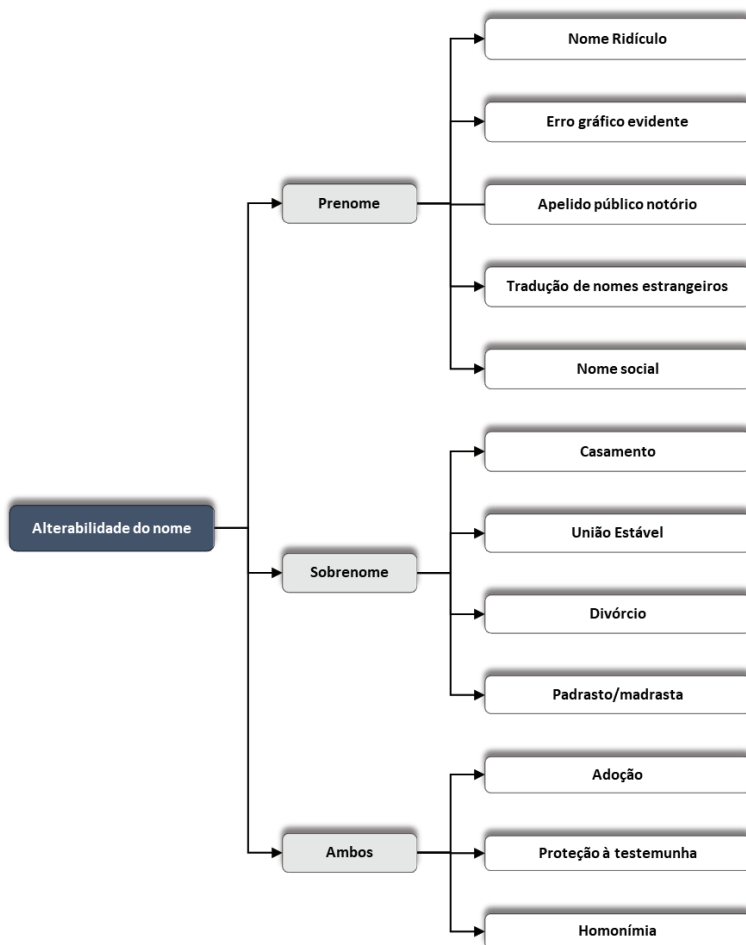 Alterabilidade do nome
Prenome
Nome Ridículo
Erro gráfico evidente
Apelido público notório
Tradução de nomes estrangeiros
Nome social
Sobrenome
Casamento
União Estável
Divórcio
Padrasto/madrasta
Ambos
Adoção
Proteção à testemunha
Homonímia